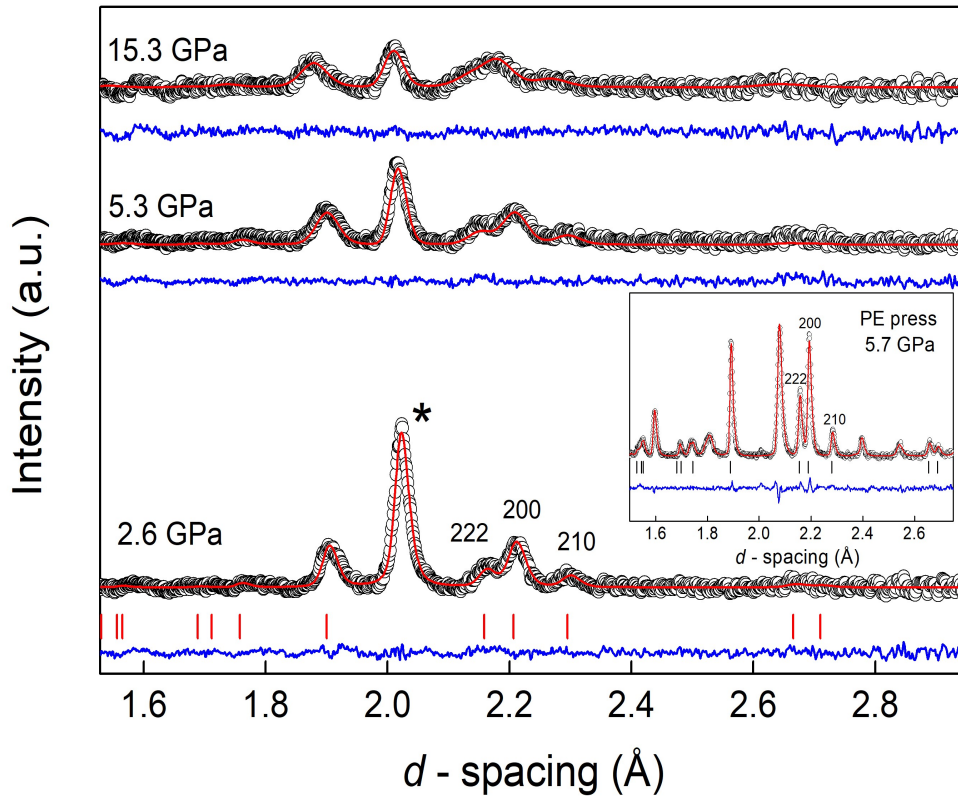 15.3 GPa
5.3 GPa
PE press
5.7 GPa
200
222
210
1.6 1.8 2.0 2.2 2.4 2.6
d - spacing (Å)
*
2.6 GPa
222
200
210
Intensity (a.u.)
1.6 1.8 2.0 2.2 2.4 2.6 2.8
d - spacing (Å)